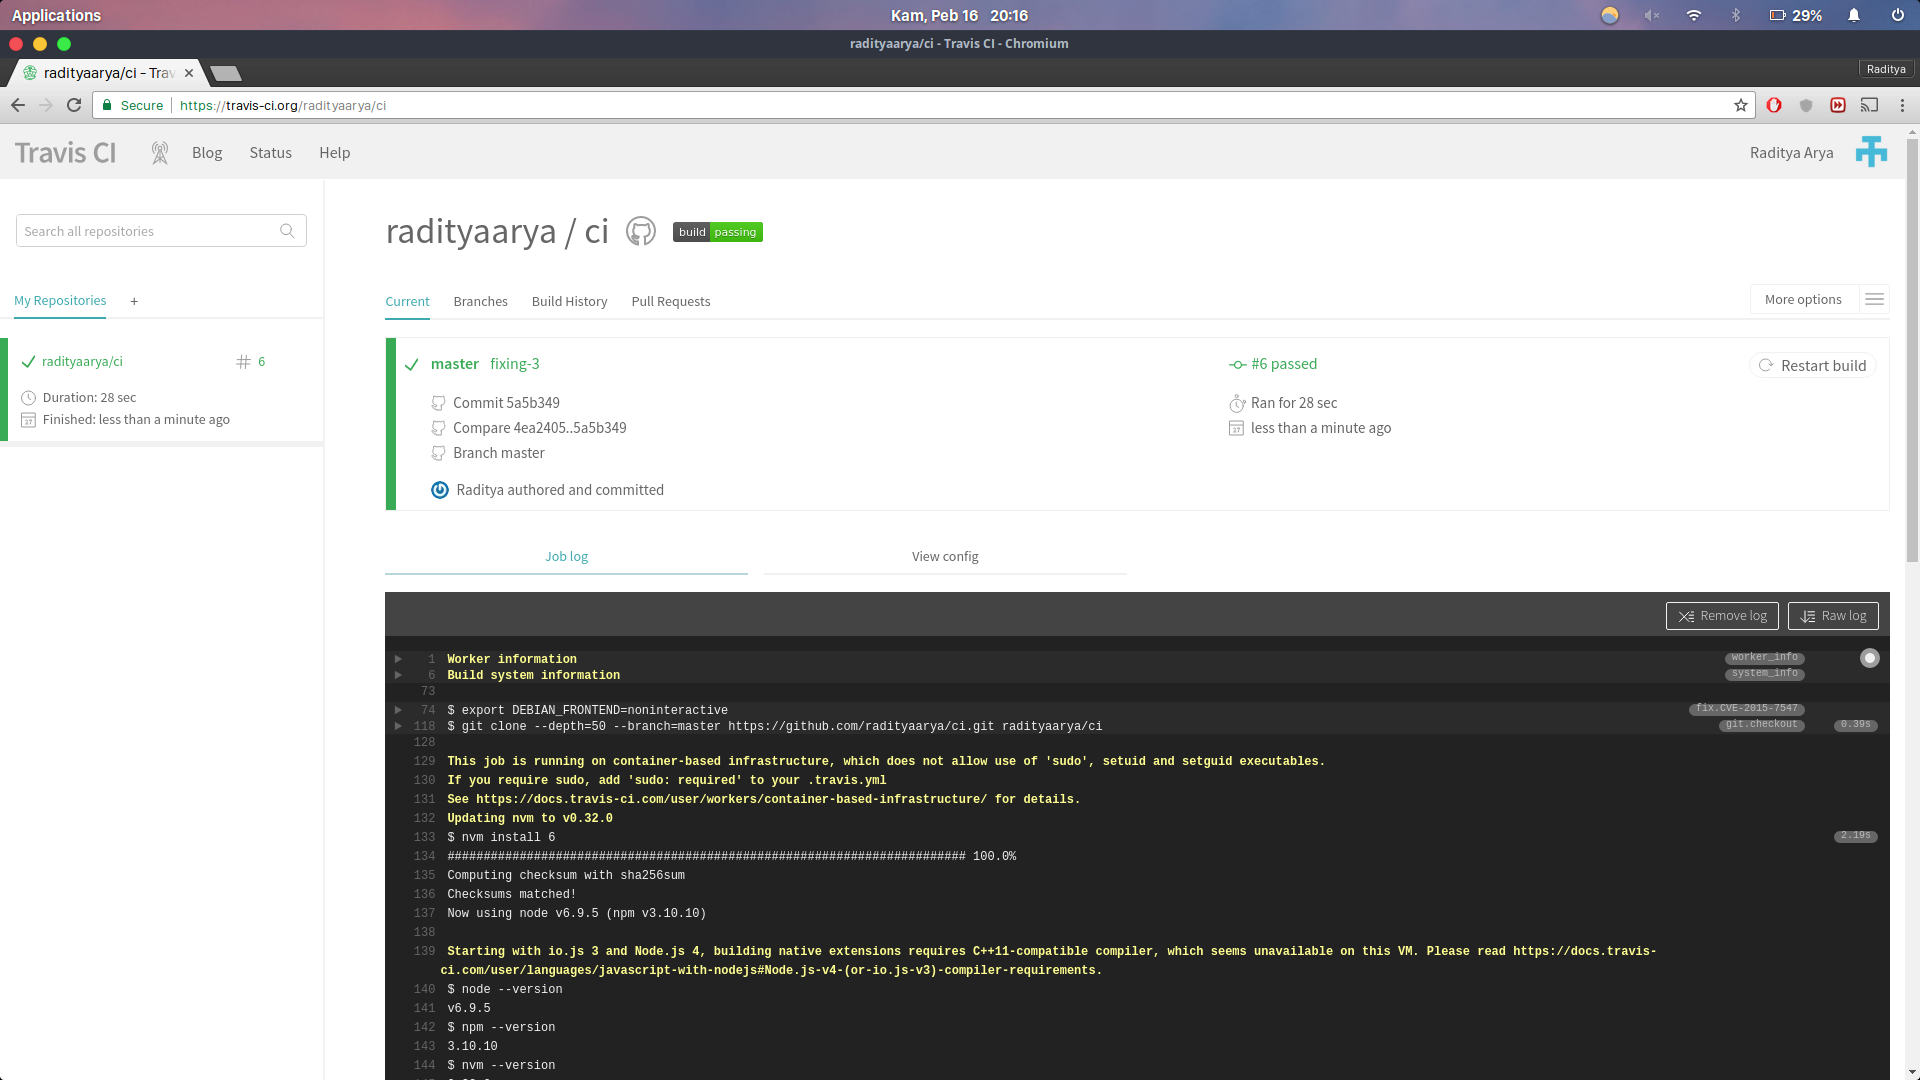 Applications
Kam, Peb 16 20:16
29%
radityaarya/ci - Travis CI - Chromium
radityaarya/ci - Trav
Raditya
Secure
https://travis-ci.org/radityaarya/ci
Travis CI
Blog
Status
Help
Raditya Arya
Search all repositories
My Repositories
+
radityaarya/ci
# 6
Duration: 28 sec
Finished: less than a minute ago
radityaarya / ci
build passing
Current
Branches
Build History
Pull Requests
More options
master fixing-3
Commit 5a5b349
Compare 4ea2405..5a5b349
Branch master
Raditya authored and committed
#6 passed
Ran for 28 sec
less than a minute ago
Restart build
Job log
View config
Remove log
Raw log
1 Worker information worker_info
6 Build system information system_info
73
74 $ export DEBIAN_FRONTEND=noninteractive fix.CVE-2015-7547
118 $ git clone --depth=50 --branch=master https://github.com/radityaarya/ci.git radityaarya/ci git.checkout 0.39s
128
129 This job is running on container-based infrastructure, which does not allow use of 'sudo', setuid and setguid executables.
130 If you require sudo, add 'sudo: required' to your .travis.yml
131 See https://docs.travis-ci.com/user/workers/container-based-infrastructure/ for details.
132 Updating nvm to v0.32.0
133 $ nvm install 6 2.19s
134 ######################################################################## 100.0%
135 Computing checksum with sha256sum
136 Checksums matched!
137 Now using node v6.9.5 (npm v3.10.10)
138
139 Starting with io.js 3 and Node.js 4, building native extensions requires C++11-compatible compiler, which seems unavailable on this VM. Please read https://docs.travis-
ci.com/user/languages/javascript-with-nodejs#Node.js-v4-(or-io.js-v3)-compiler-requirements.
140 $ node --version
141 v6.9.5
142 $ npm --version
143 3.10.10
144 $ nvm --version